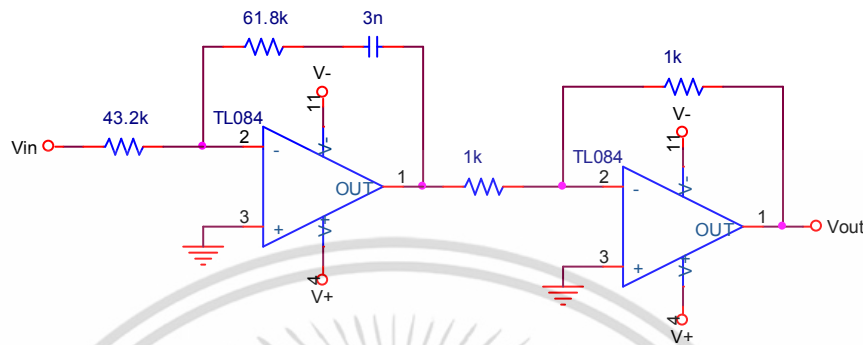 61.8k
3n
1k
V-
11
V-
43.2k
TL084
V-
11
Vin
2
-
V-
1k
TL084
OUT
1
2
-
V-
3
+
V+
OUT
1
Vout
4
V+
3
+
V+
4
V+